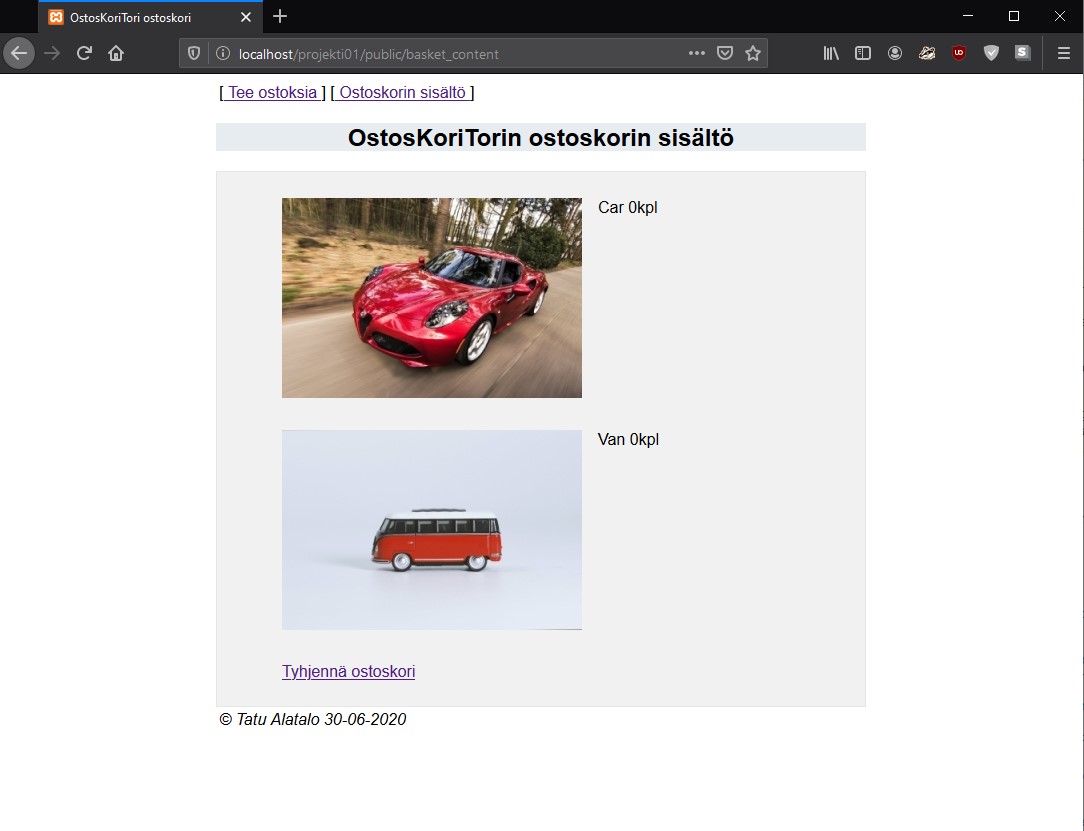 OstosKoriTori ostoskori
localhost/projekti01/public/basket_content
[ Tee ostoksia ] [ Ostoskorin sisältö ]
OstosKoriTorin ostoskorin sisältö
Car 0kpl
Van 0kpl
Tyhjennä ostoskori
© Tatu Alatalo 30-06-2020